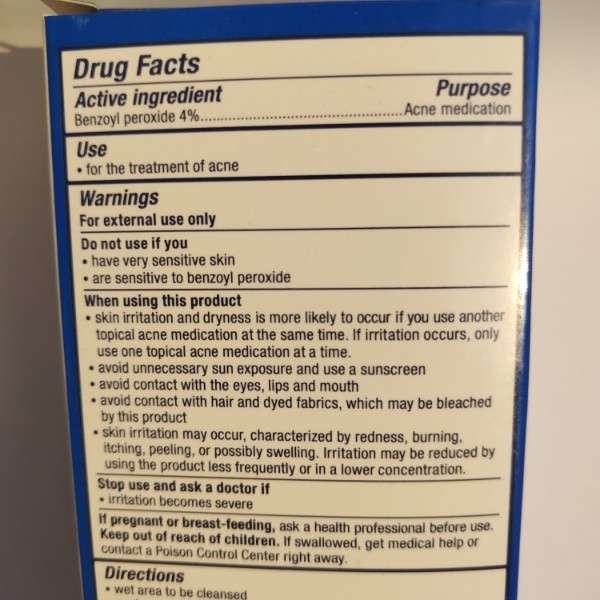 Drug Facts
Active ingredient Purpose
Benzoyl peroxide 4%..............................Acne medication
Use
• for the treatment of acne
Warnings
For external use only
Do not use if you
• have very sensitive skin
• are sensitive to benzoyl peroxide
When using this product
• skin irritation and dryness is more likely to occur if you use another
topical acne medication at the same time. If irritation occurs, only
use one topical acne medication at a time.
• avoid unnecessary sun exposure and use a sunscreen
• avoid contact with the eyes, lips and mouth
• avoid contact with hair and dyed fabrics, which may be bleached
by this product
• skin irritation may occur, characterized by redness, burning,
itching, peeling, or possibly swelling. Irritation may be reduced by
using the product less frequently or in a lower concentration.
Stop use and ask a doctor if
• irritation becomes severe
If pregnant or breast-feeding, ask a health professional before use.
Keep out of reach of children. If swallowed, get medical help or
contact a Poison Control Center right away.
Directions
• wet area to be cleansed